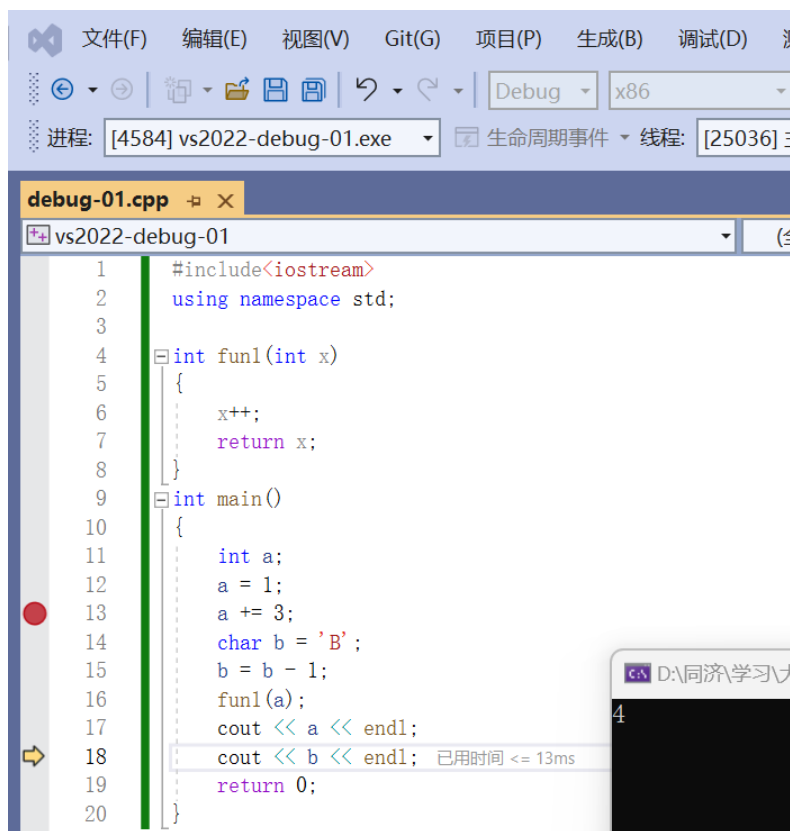 文件(F) 编辑(E) 视图(V) Git(G) 项目(P) 生成(B) 调试(D)
Debug x86
进程: [4584] vs2022-debug-01.exe 生命周期事件 线程: [25036]
debug-01.cpp
vs2022-debug-01
1 #include<iostream>
2 using namespace std;
3
4 int fun1(int x)
5 {
6 x++;
7 return x;
8 }
9 int main()
10 {
11 int a;
12 a = 1;
13 a += 3;
14 char b = 'B';
15 b = b - 1;
16 fun1(a);
17 cout << a << endl;
18 cout << b << endl; 已用时间 <= 13ms
19 return 0;
20 }
D:\同济\学习\
4